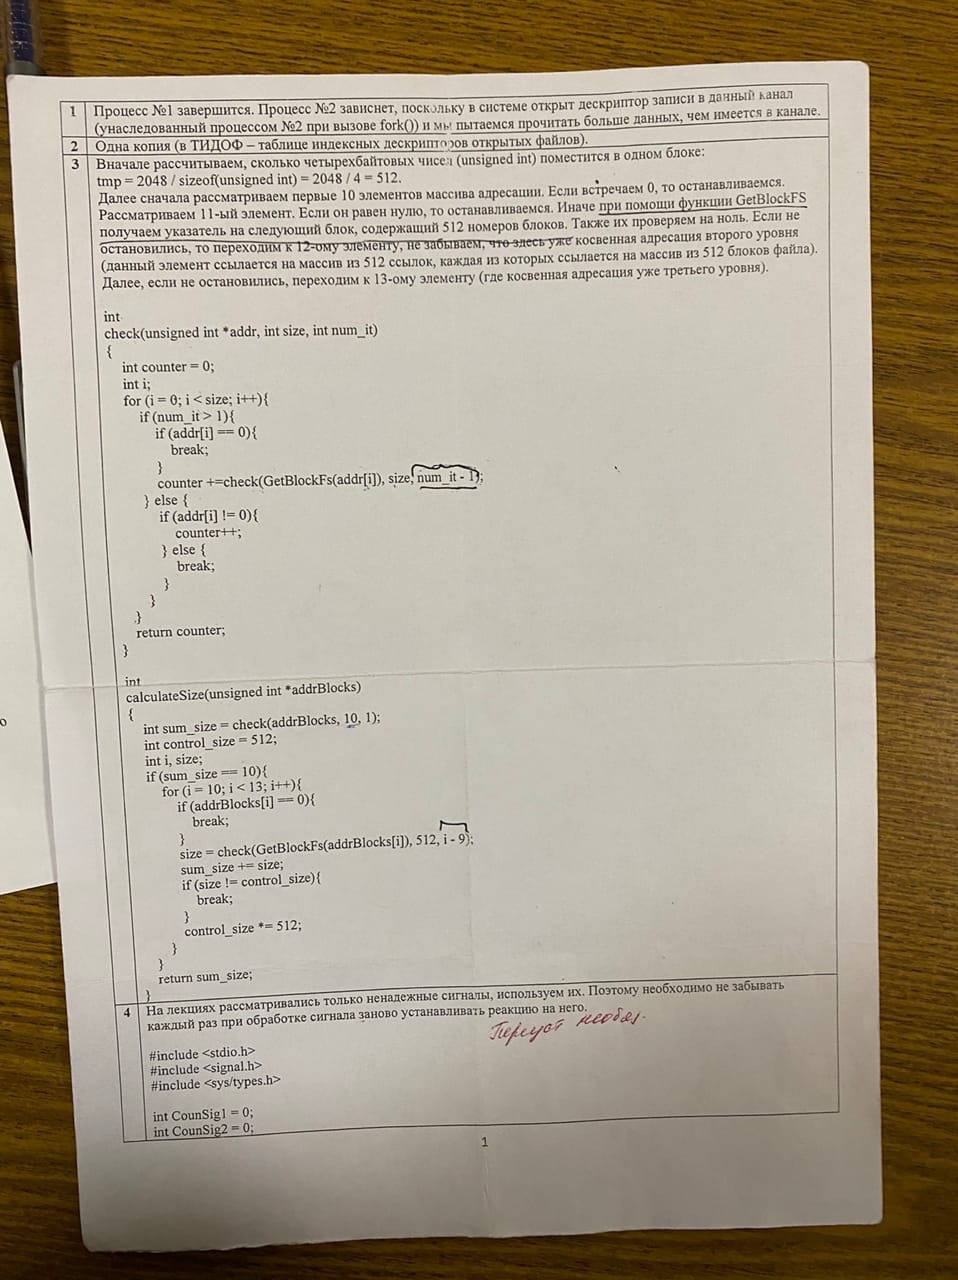 1 Процесс №1 завершится. Процесс №2 зависнет, поскольку в системе открыт дескриптор записи в данный канал
(унаследованный процессом №2 при вызове fork()) и мы пытаемся прочитать больше данных, чем имеется в канале.
2 Одна копия (в ТИДОФ – таблице индексных дескрипторов открытых файлов).
3 Вначале рассчитываем, сколько четырехбайтовых чисел (unsigned int) поместится в одном блоке:
tmp = 2048 / sizeof(unsigned int) = 2048 / 4 = 512.
Далее сначала рассматриваем первые 10 элементов массива адресации. Если встречаем 0, то останавливаемся.
Рассматриваем 11-ый элемент. Если он равен нулю, то останавливаемся. Иначе при помощи функции GetBlockFS
получаем указатель на следующий блок, содержащий 512 номеров блоков. Также их проверяем на ноль. Если не
остановились, то переходим к 12-ому элементу, не забываем, что здесь уже косвенная адресация второго уровня
(данный элемент ссылается на массив из 512 ссылок, каждая из которых ссылается на массив из 512 блоков файла).
Далее, если не остановились, переходим к 13-ому элементу (где косвенная адресация уже третьего уровня).
int
check(unsigned int *addr, int size, int num_it)
{
int counter = 0;
int i;
for (i = 0; i < size; i++){
if (num_it > 1){
if (addr[i] == 0){
break;
}
counter +=check(GetBlockFs(addr[i]), size, num_it - 1);
} else {
if (addr[i] != 0){
counter++;
} else {
break;
}
}
}
return counter;
}
int
calculateSize(unsigned int *addrBlocks)
{
int sum_size = check(addrBlocks, 10, 1);
int control_size = 512;
int i, size;
if (sum_size == 10){
for (i = 10; i < 13; i++){
if (addrBlocks[i] == 0){
break;
}
size = check(GetBlockFs(addrBlocks[i]), 512, i - 9);
sum_size += size;
if (size != control_size){
break;
}
control_size *= 512;
}
}
return sum_size;
}
4 На лекциях рассматривались только ненадежные сигналы, используем их. Поэтому необходимо не забывать
каждый раз при обработке сигнала заново устанавливать реакцию на него.
#include <stdio.h>
#include <signal.h>
#include <sys/types.h>
int CounSig1 = 0;
int CounSig2 = 0;
1